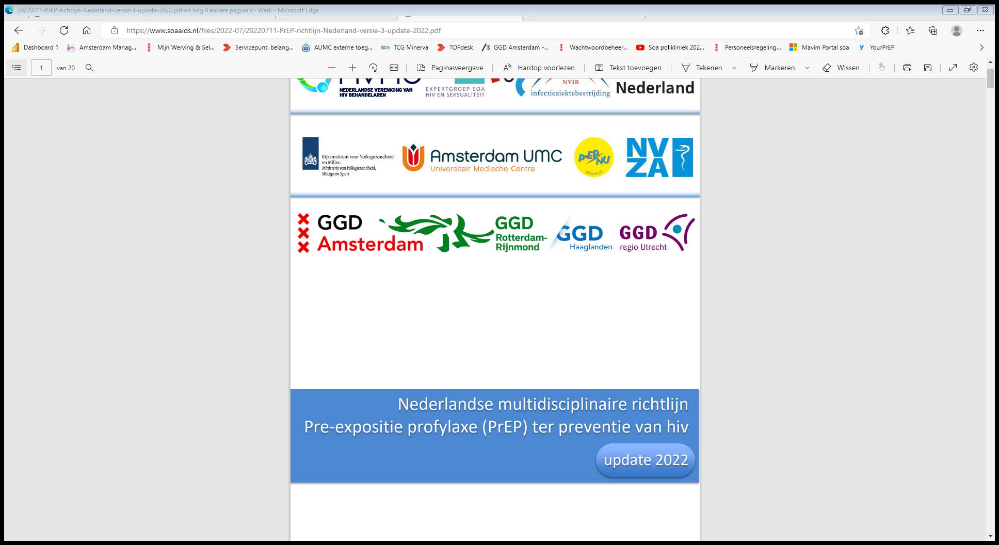 20220711-PrEP-richtlijn-Nederland-versie-3-update-2022.pdf en nog 4 andere pagina's - Werk - Microsoft Edge
https://www.soaaids.nl/files/2022-07/20220711-PrEP-richtlijn-Nederland-versie-3-update-2022.pdf
Dashboard 1 Amsterdam Manag... Mijn Werving & Sel... Servicepunt: belang... AUMC externe toeg... TCG Minerva TOPdesk GGD Amsterdam -... Wachtwoordbeheer... Soa polikliniek 202... Personeelsregeling... Mavim Portal soa YourPrEP
1 van 20 Paginaweergave Hardop voorlezen Tekst toevoegen Tekenen Markeren Wissen
NEDERLANDSE VERENIGING VAN
HIV BEHANDELAREN
EXPERTGROEP SOA
HIV EN SEKSUALITEIT
NVIB
infectieziektebestrijding
Nederland
Rijksinstituut voor Volksgezondheid
en Milieu
Ministerie van Volksgezondheid,
Welzijn en Sport
Amsterdam UMC
Universitair Medische Centra
PrEP
NU
prepnu.nl
NV
ZA
GGD
Amsterdam
GGD
Rotterdam-
Rijnmond
GGD
Haaglanden
GGD
regio Utrecht
Nederlandse multidisciplinaire richtlijn
Pre-expositie profylaxe (PrEP) ter preventie van hiv
update 2022